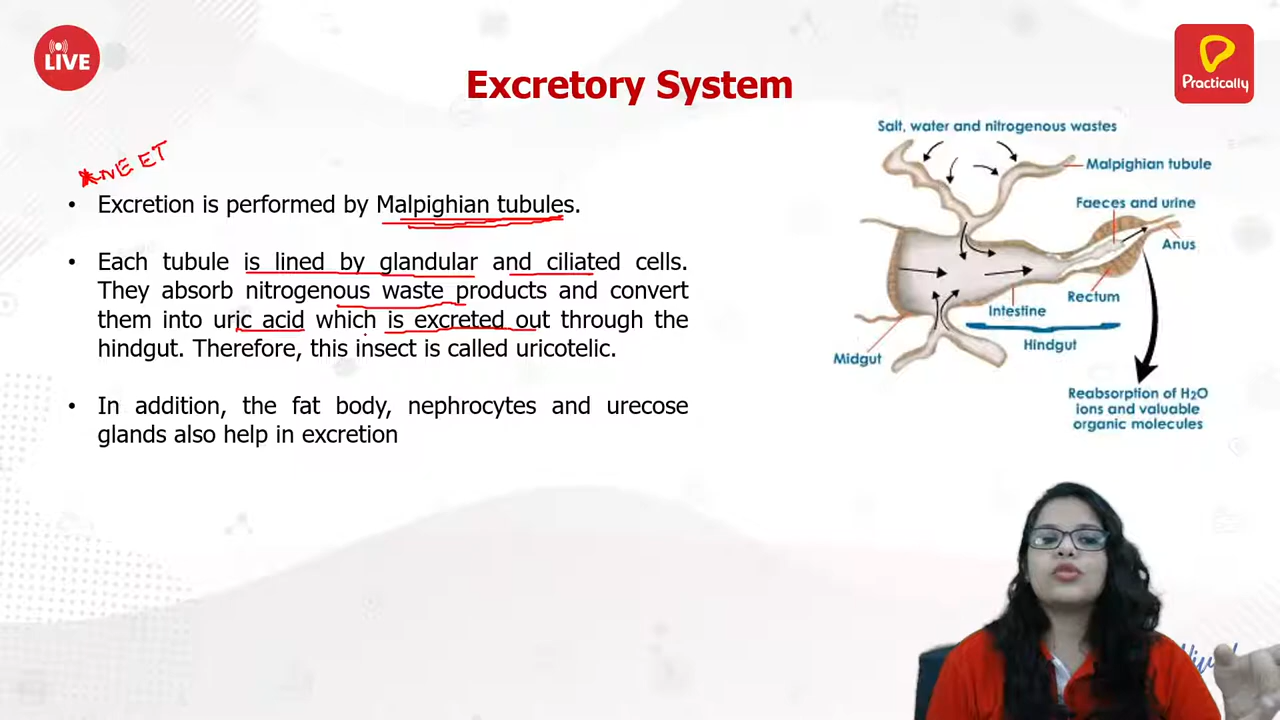 LIVE
Practically
Excretory System
NEET
• Excretion is performed by Malpighian tubules.
• Each tubule is lined by glandular and ciliated cells.
They absorb nitrogenous waste products and convert
them into uric acid which is excreted out through the
hindgut. Therefore, this insect is called uricotelic.
• In addition, the fat body, nephrocytes and urecose
glands also help in excretion
Salt, water and nitrogenous wastes
Malpighian tubule
Faeces and urine
Anus
Rectum
Intestine
Hindgut
Midgut
Reabsorption of H₂O
ions and valuable
organic molecules